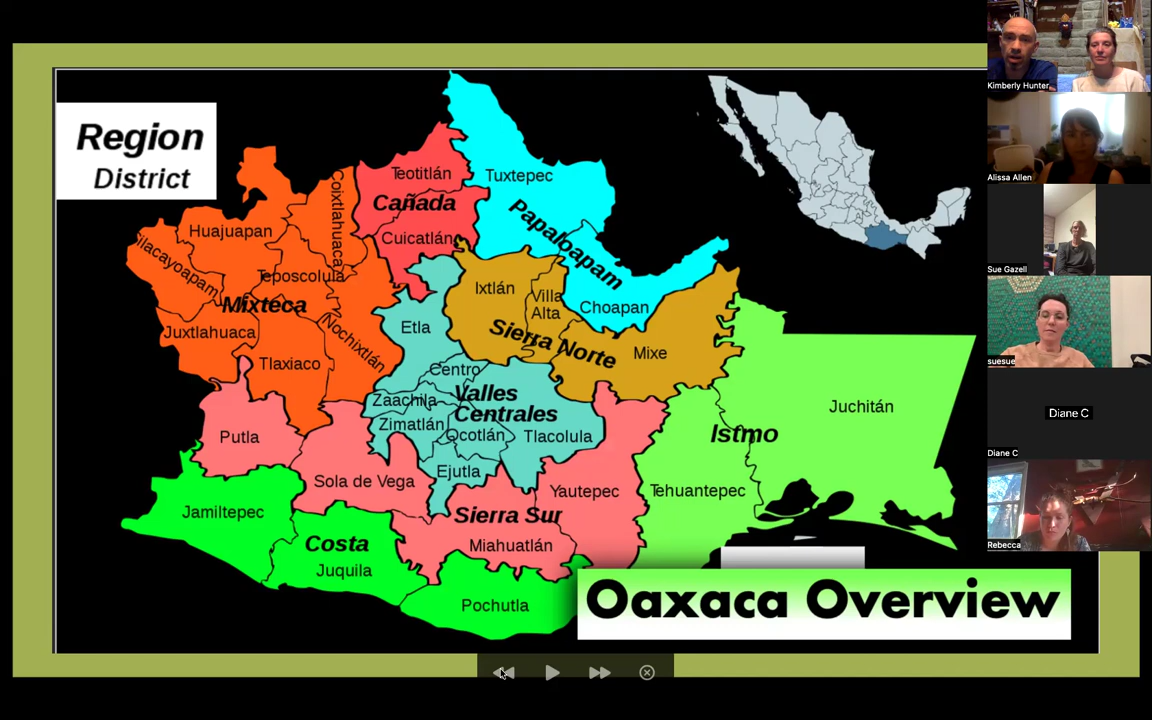 Region
District
Teotitlán
Cañada
Cuicatlán
Tuxtepec
Papaloapam
Choapan
Coixtlahuaca
Huajuapan
Teposcolula
Mixteca
Juxtlahuaca
Nochixtlán
Tlaxiaco
Ixtlán
Villa
Alta
Sierra Norte
Mixe
Etla
Centro
Valles
Centrales
Zaachila
Zimatlán
Ocotlán
Tlacolula
Ejutla
Juchitán
Istmo
Tehuantepec
Putla
Sola de Vega
Yautepec
Sierra Sur
Miahuatlán
Jamiltepec
Costa
Juquila
Pochutla
Oaxaca Overview
Kimberly Hunter
Alissa Allen
Sue Gazell
suesue
Diane C
Diane C
Rebecca